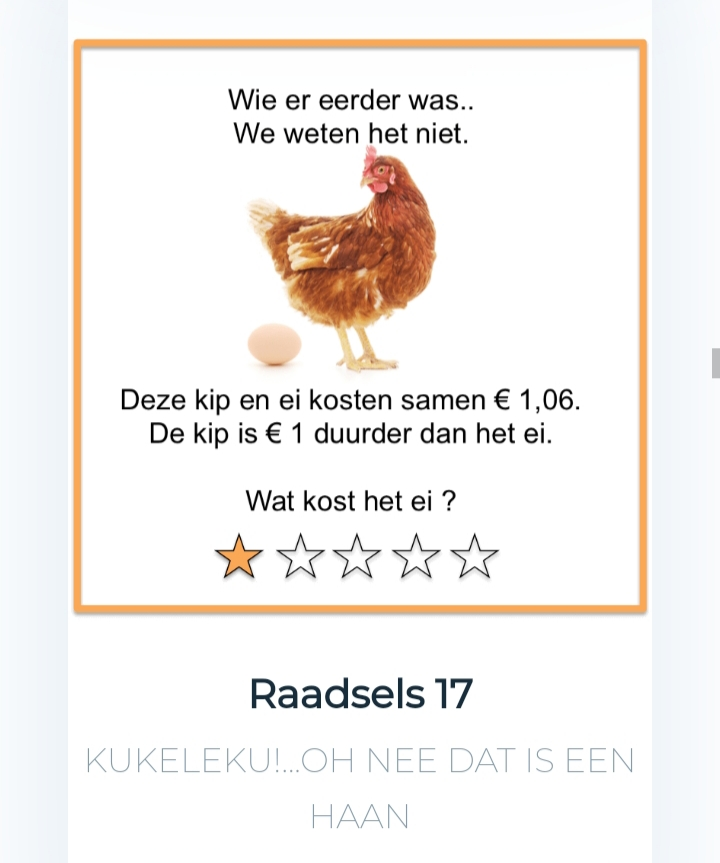 Wie er eerder was..
We weten het niet.
Deze kip en ei kosten samen € 1,06.
De kip is € 1 duurder dan het ei.
Wat kost het ei ?
Raadsels 17
KUKELEKU!...OH NEE DAT IS EEN
HAAN